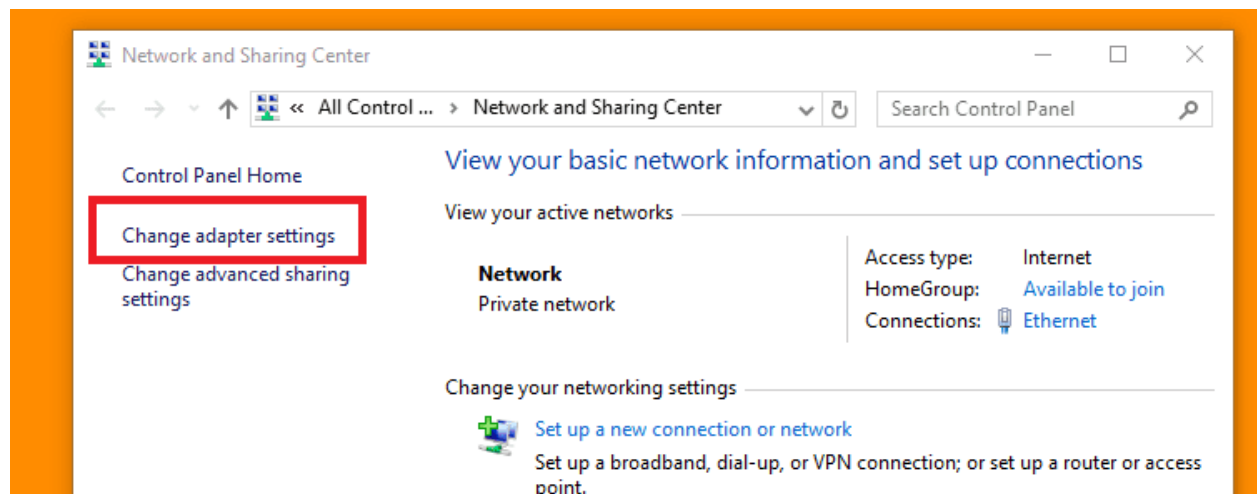 Network and Sharing Center
« All Control ... › Network and Sharing Center
Search Control Panel
Control Panel Home
Change adapter settings
Change advanced sharing
settings
View your basic network information and set up connections
View your active networks
Network
Private network
Access type: Internet
HomeGroup: Available to join
Connections: Ethernet
Change your networking settings
Set up a new connection or network
Set up a broadband, dial-up, or VPN connection; or set up a router or access
point.